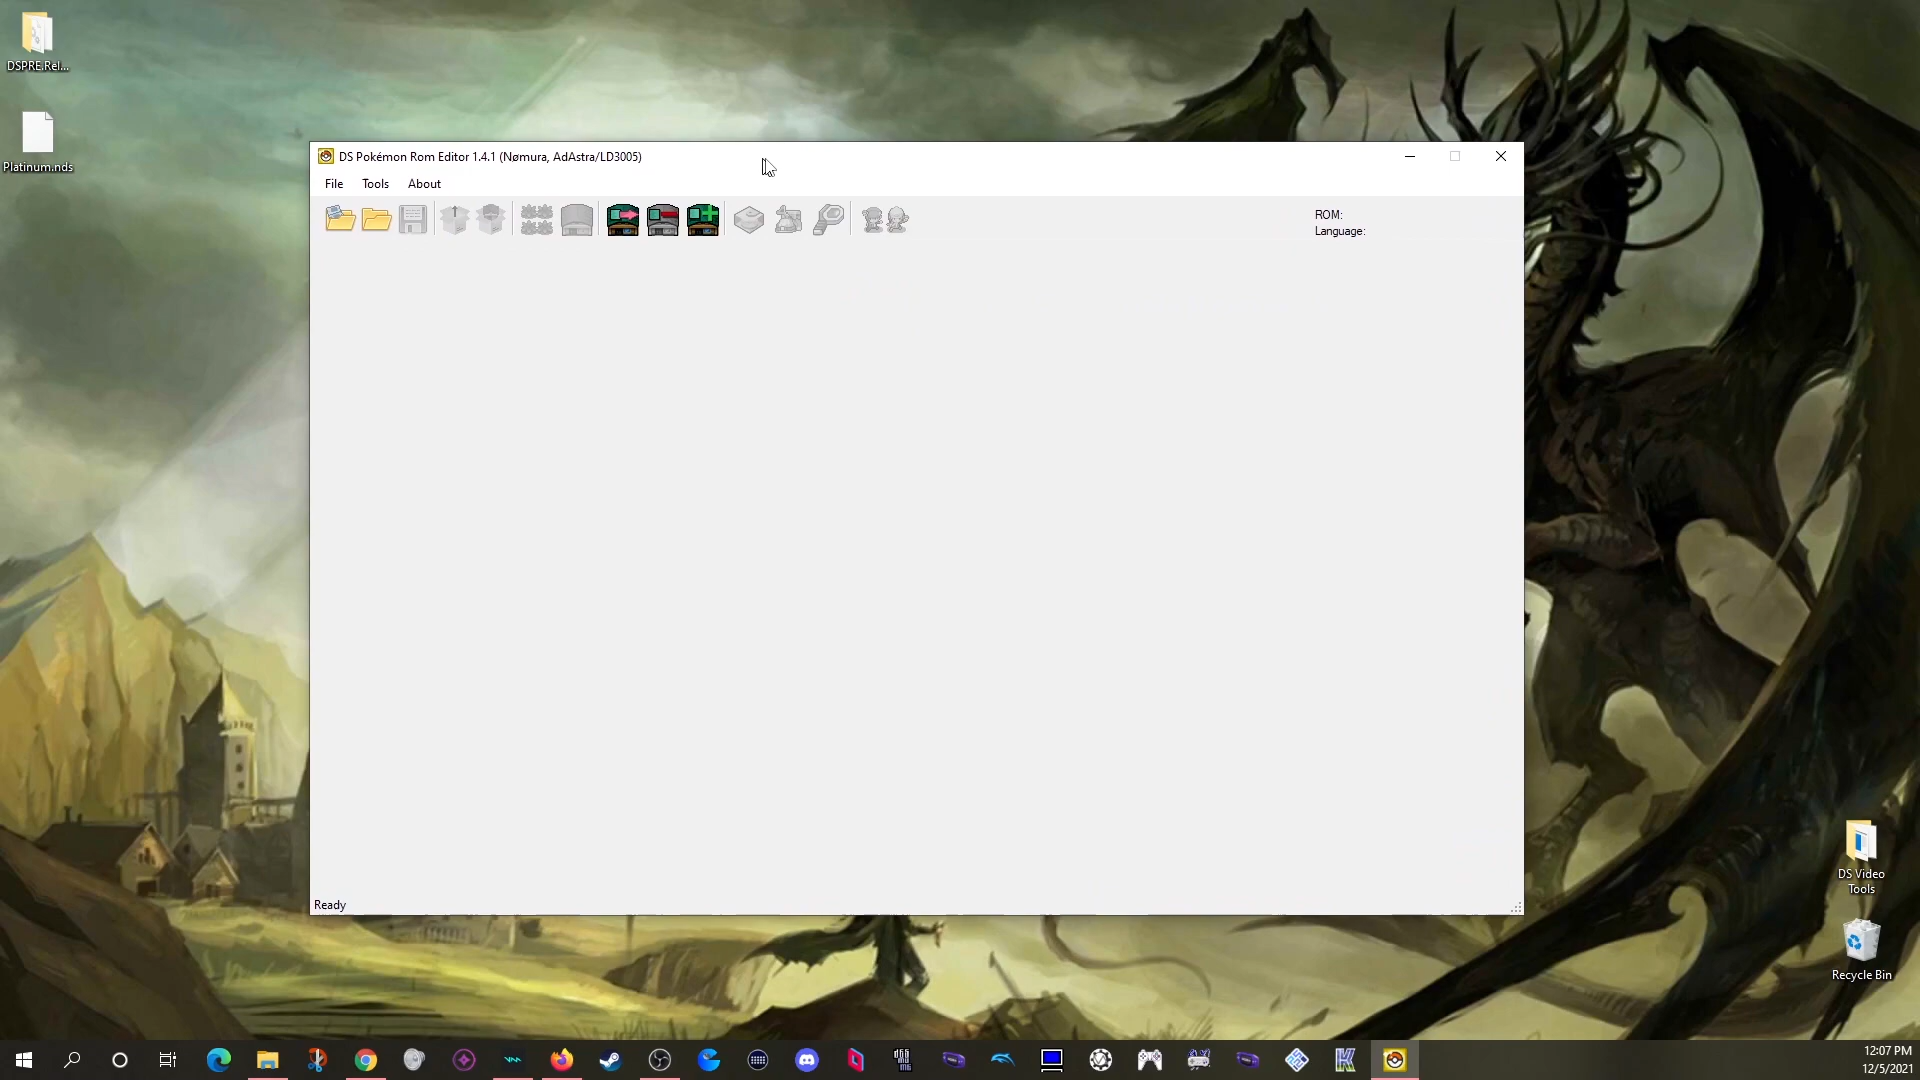 DSPRE.Rel...
Platinum.nds
DS Pokémon Rom Editor 1.4.1 (Nømura, AdAstra/LD3005)
File Tools About
ROM:
Language:
Ready
DS Video
Tools
Recycle Bin
12:07 PM
12/5/2021